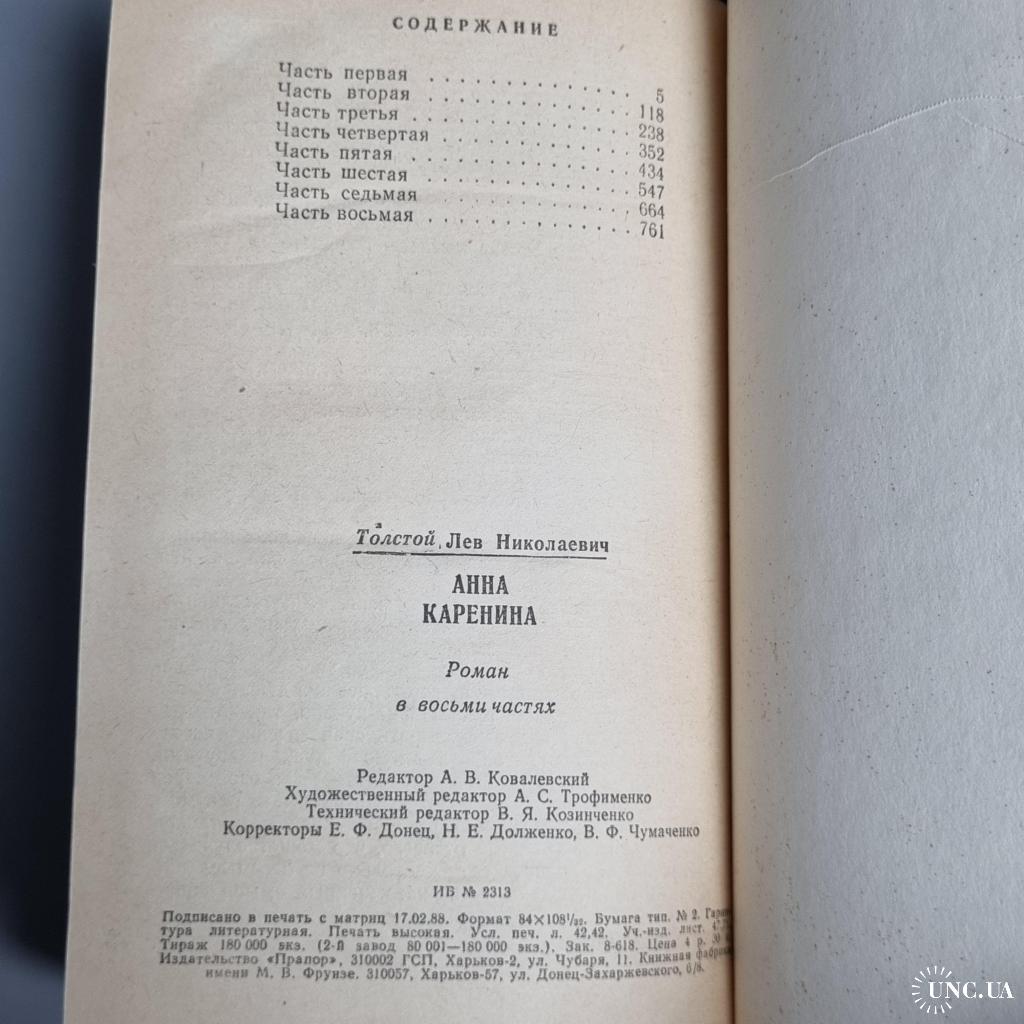 СОДЕРЖАНИЕ
Часть первая . . . . . . . . . . . . 5
Часть вторая . . . . . . . . . . . . 118
Часть третья . . . . . . . . . . . . 238
Часть четвертая . . . . . . . . . . . 352
Часть пятая . . . . . . . . . . . . 434
Часть шестая . . . . . . . . . . . . 547
Часть седьмая . . . . . . . . . . . 664
Часть восьмая . . . . . . . . . . . 761
Толстой Лев Николаевич
АННА
КАРЕНИНА
Роман
в восьми частях
Редактор А. В. Ковалевский
Художественный редактор А. С. Трофименко
Технический редактор В. Я. Козинченко
Корректоры Е. Ф. Донец, Н. Е. Долженко, В. Ф. Чумаченко
ИБ № 2313
Подписано в печать с матриц 17.02.88. Формат 84×108¹/₃₂. Бумага тип. № 2.
тура литературная. Печать высокая. Усл. печ. л. 42,42. Уч.-изд. лист.
Тираж 180 000 экз. (2-й завод 80 001—180 000 экз.). Зак. 8-618. Цена 4 р.
Издательство «Прапор», 310002 ГСП, Харьков-2, ул. Чубаря, 11. Книжная
имени М. В. Фрунзе. 310057, Харьков-57, ул. Донец-Захаржевского, 6/8.
UNC.UA